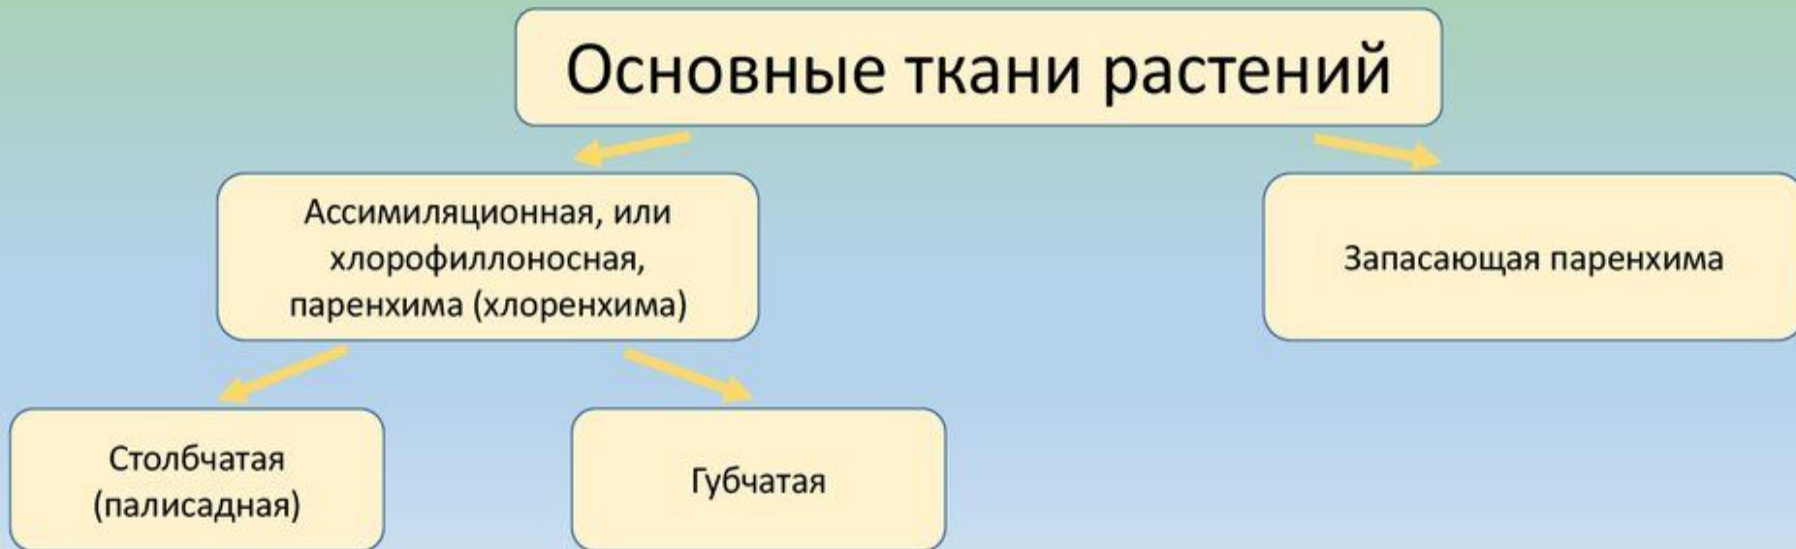 Основные ткани растений
Ассимиляционная, или
хлорофиллоносная,
паренхима (хлоренхима)
Запасающая паренхима
Столбчатая
(палисадная)
Губчатая